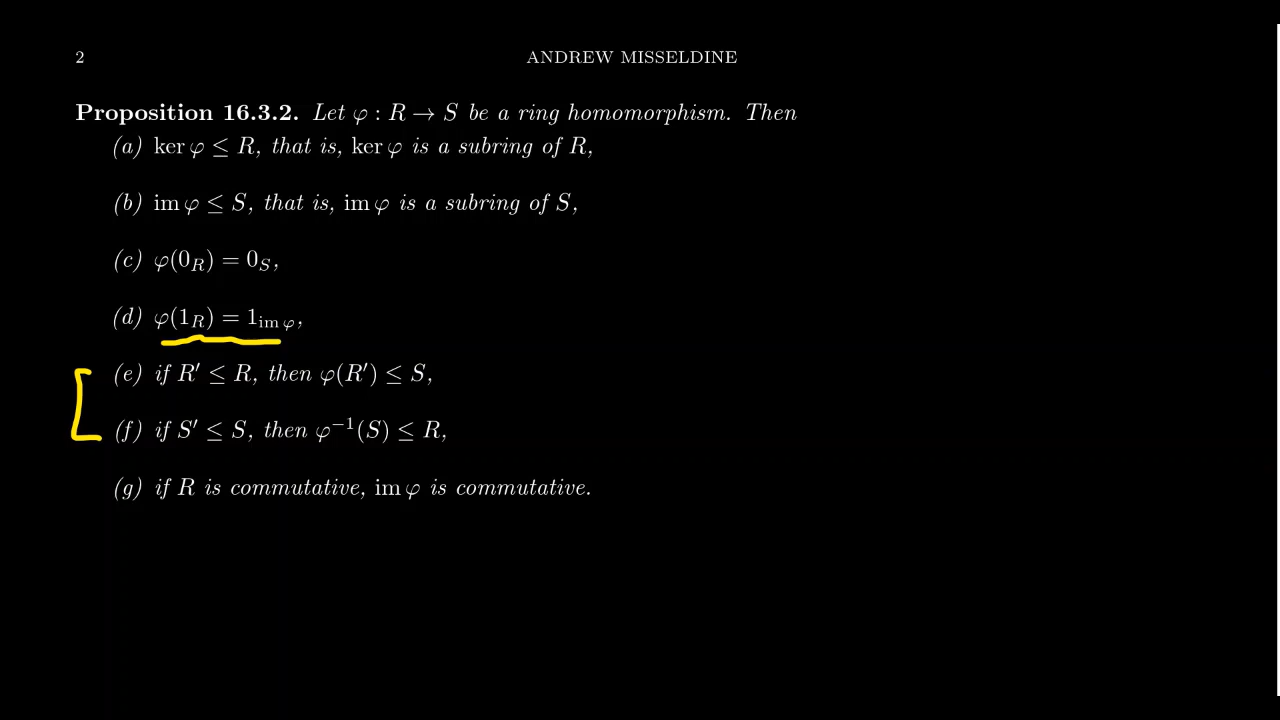 2 ANDREW MISSELDINE
Proposition 16.3.2. Let φ : R → S be a ring homomorphism. Then
(a) ker φ ≤ R, that is, ker φ is a subring of R,
(b) im φ ≤ S, that is, im φ is a subring of S,
(c) φ(0_R) = 0_S,
(d) φ(1_R) = 1_{im φ},
(e) if R′ ≤ R, then φ(R′) ≤ S,
(f) if S′ ≤ S, then φ⁻¹(S) ≤ R,
(g) if R is commutative, im φ is commutative.